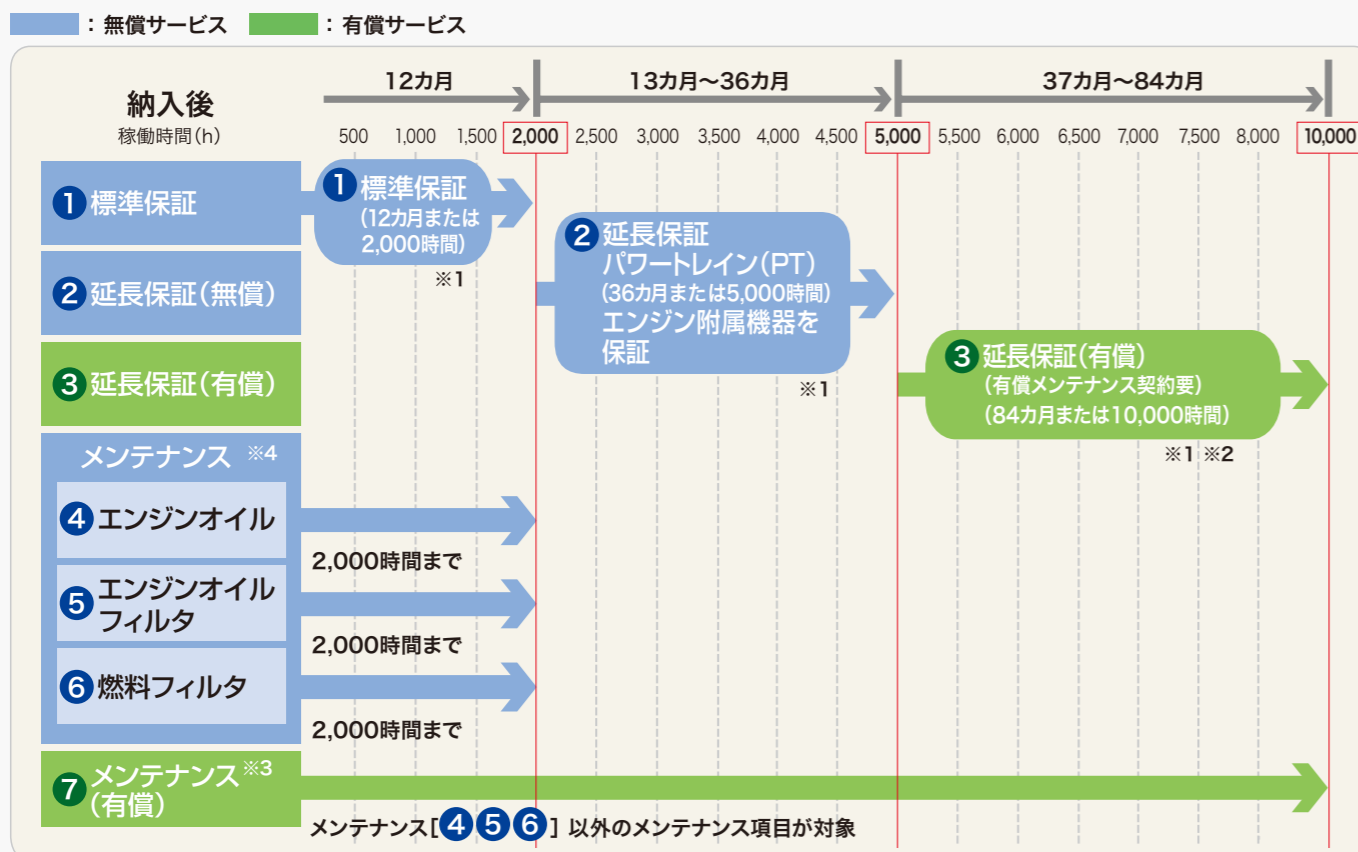 ：無償サービス ：有償サービス
納入後
稼働時間(h)
12カ月 13カ月〜36カ月 37カ月〜84カ月
500 1,000 1,500 2,000 2,500 3,000 3,500 4,000 4,500 5,000 5,500 6,000 6,500 7,000 7,500 8,000 10,000
1 標準保証
1 標準保証
(12カ月または
2,000時間)
※1
2 延長保証(無償)
2 延長保証
パワートレイン(PT)
(36カ月または5,000時間)
エンジン附属機器を
保証
※1
3 延長保証(有償)
3 延長保証(有償)
(有償メンテナンス契約要)
(84カ月または10,000時間)
※1 ※2
メンテナンス ※4
4 エンジンオイル
2,000時間まで
5 エンジンオイル
フィルタ
2,000時間まで
6 燃料フィルタ
2,000時間まで
7 メンテナンス※3
(有償)
メンテナンス[4 5 6] 以外のメンテナンス項目が対象